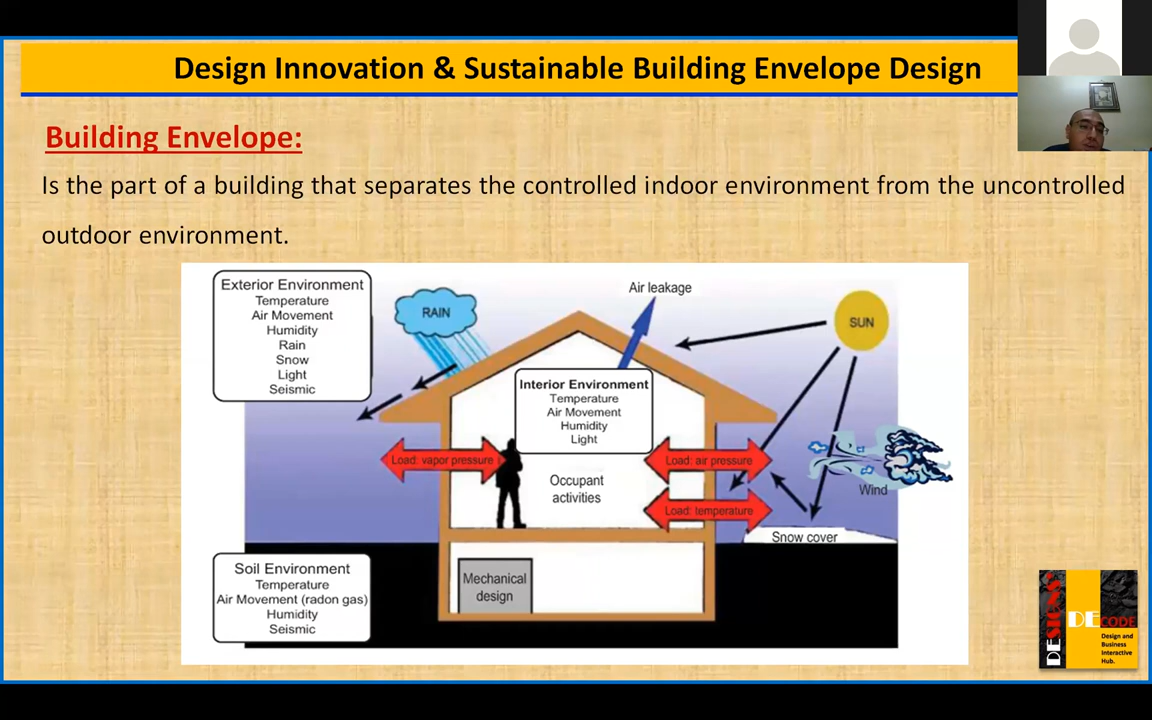 Design Innovation & Sustainable Building Envelope Design
Building Envelope:
Is the part of a building that separates the controlled indoor environment from the uncontrolled
outdoor environment.
Exterior Environment
Temperature
Air Movement
Humidity
Rain
Snow
Light
Seismic
RAIN
Air leakage
SUN
Interior Environment
Temperature
Air Movement
Humidity
Light
Load: vapor pressure
Load: air pressure
Occupant
activities
Load: temperature
Wind
Snow cover
Soil Environment
Temperature
Air Movement (radon gas)
Humidity
Seismic
Mechanical
design
DESIGNS
DECODE
Design and
Business
Interactive
Hub.